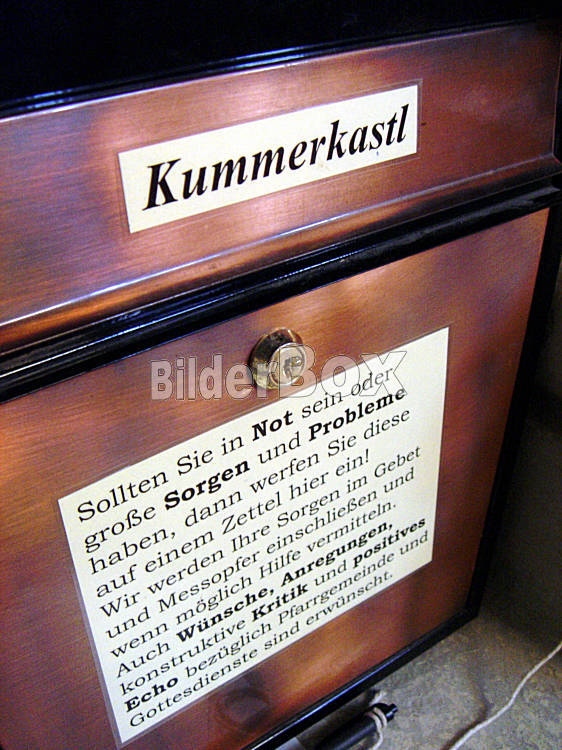 Kummerkastl
BilderBox
Sollten Sie in Not sein oder
große Sorgen und Probleme
haben, dann werfen Sie diese
auf einem Zettel hier ein!
Wir werden Ihre Sorgen im Gebet
und Messopfer einschließen und
wenn möglich Hilfe vermitteln.
Auch Wünsche, Anregungen,
konstruktive Kritik und positives
Echo bezüglich Pfarrgemeinde und
Gottesdienste sind erwünscht.